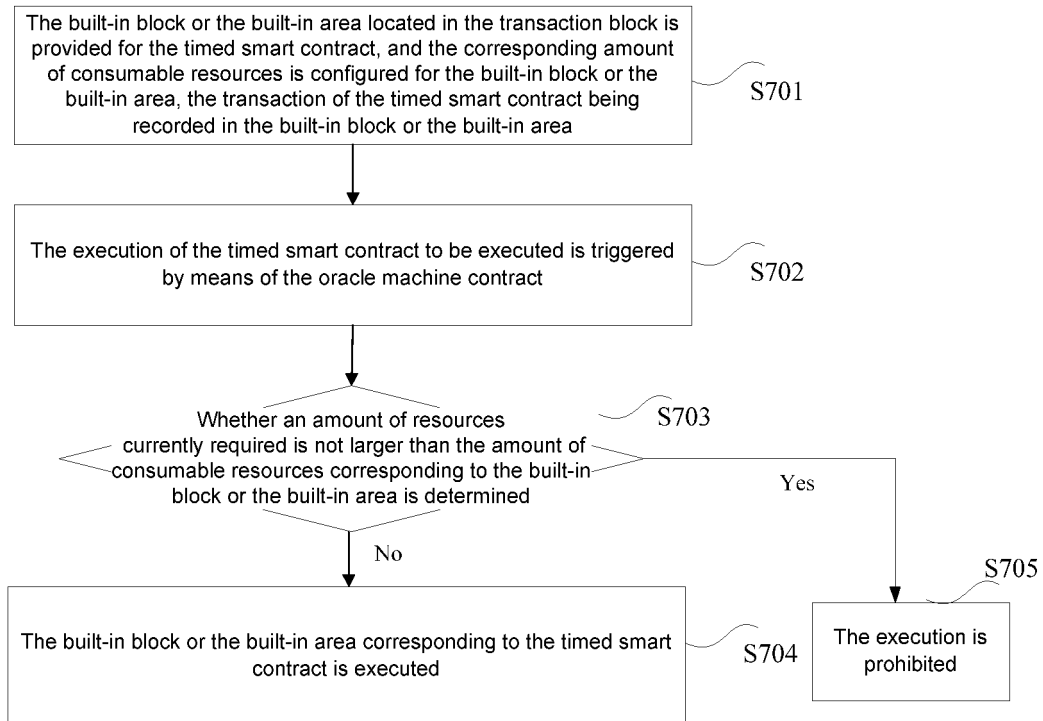 The built-in block or the built-in area located in the transaction block is
provided for the timed smart contract, and the corresponding amount
of consumable resources is configured for the built-in block or the
built-in area, the transaction of the timed smart contract being
recorded in the built-in block or the built-in area
S701
The execution of the timed smart contract to be executed is triggered
by means of the oracle machine contract
S702
Whether an amount of resources
currently required is not larger than the amount of
consumable resources corresponding to the built-in
block or the built-in area is determined
S703
Yes
No
S705
The built-in block or the built-in area corresponding to the timed smart
contract is executed
S704
The execution is
prohibited